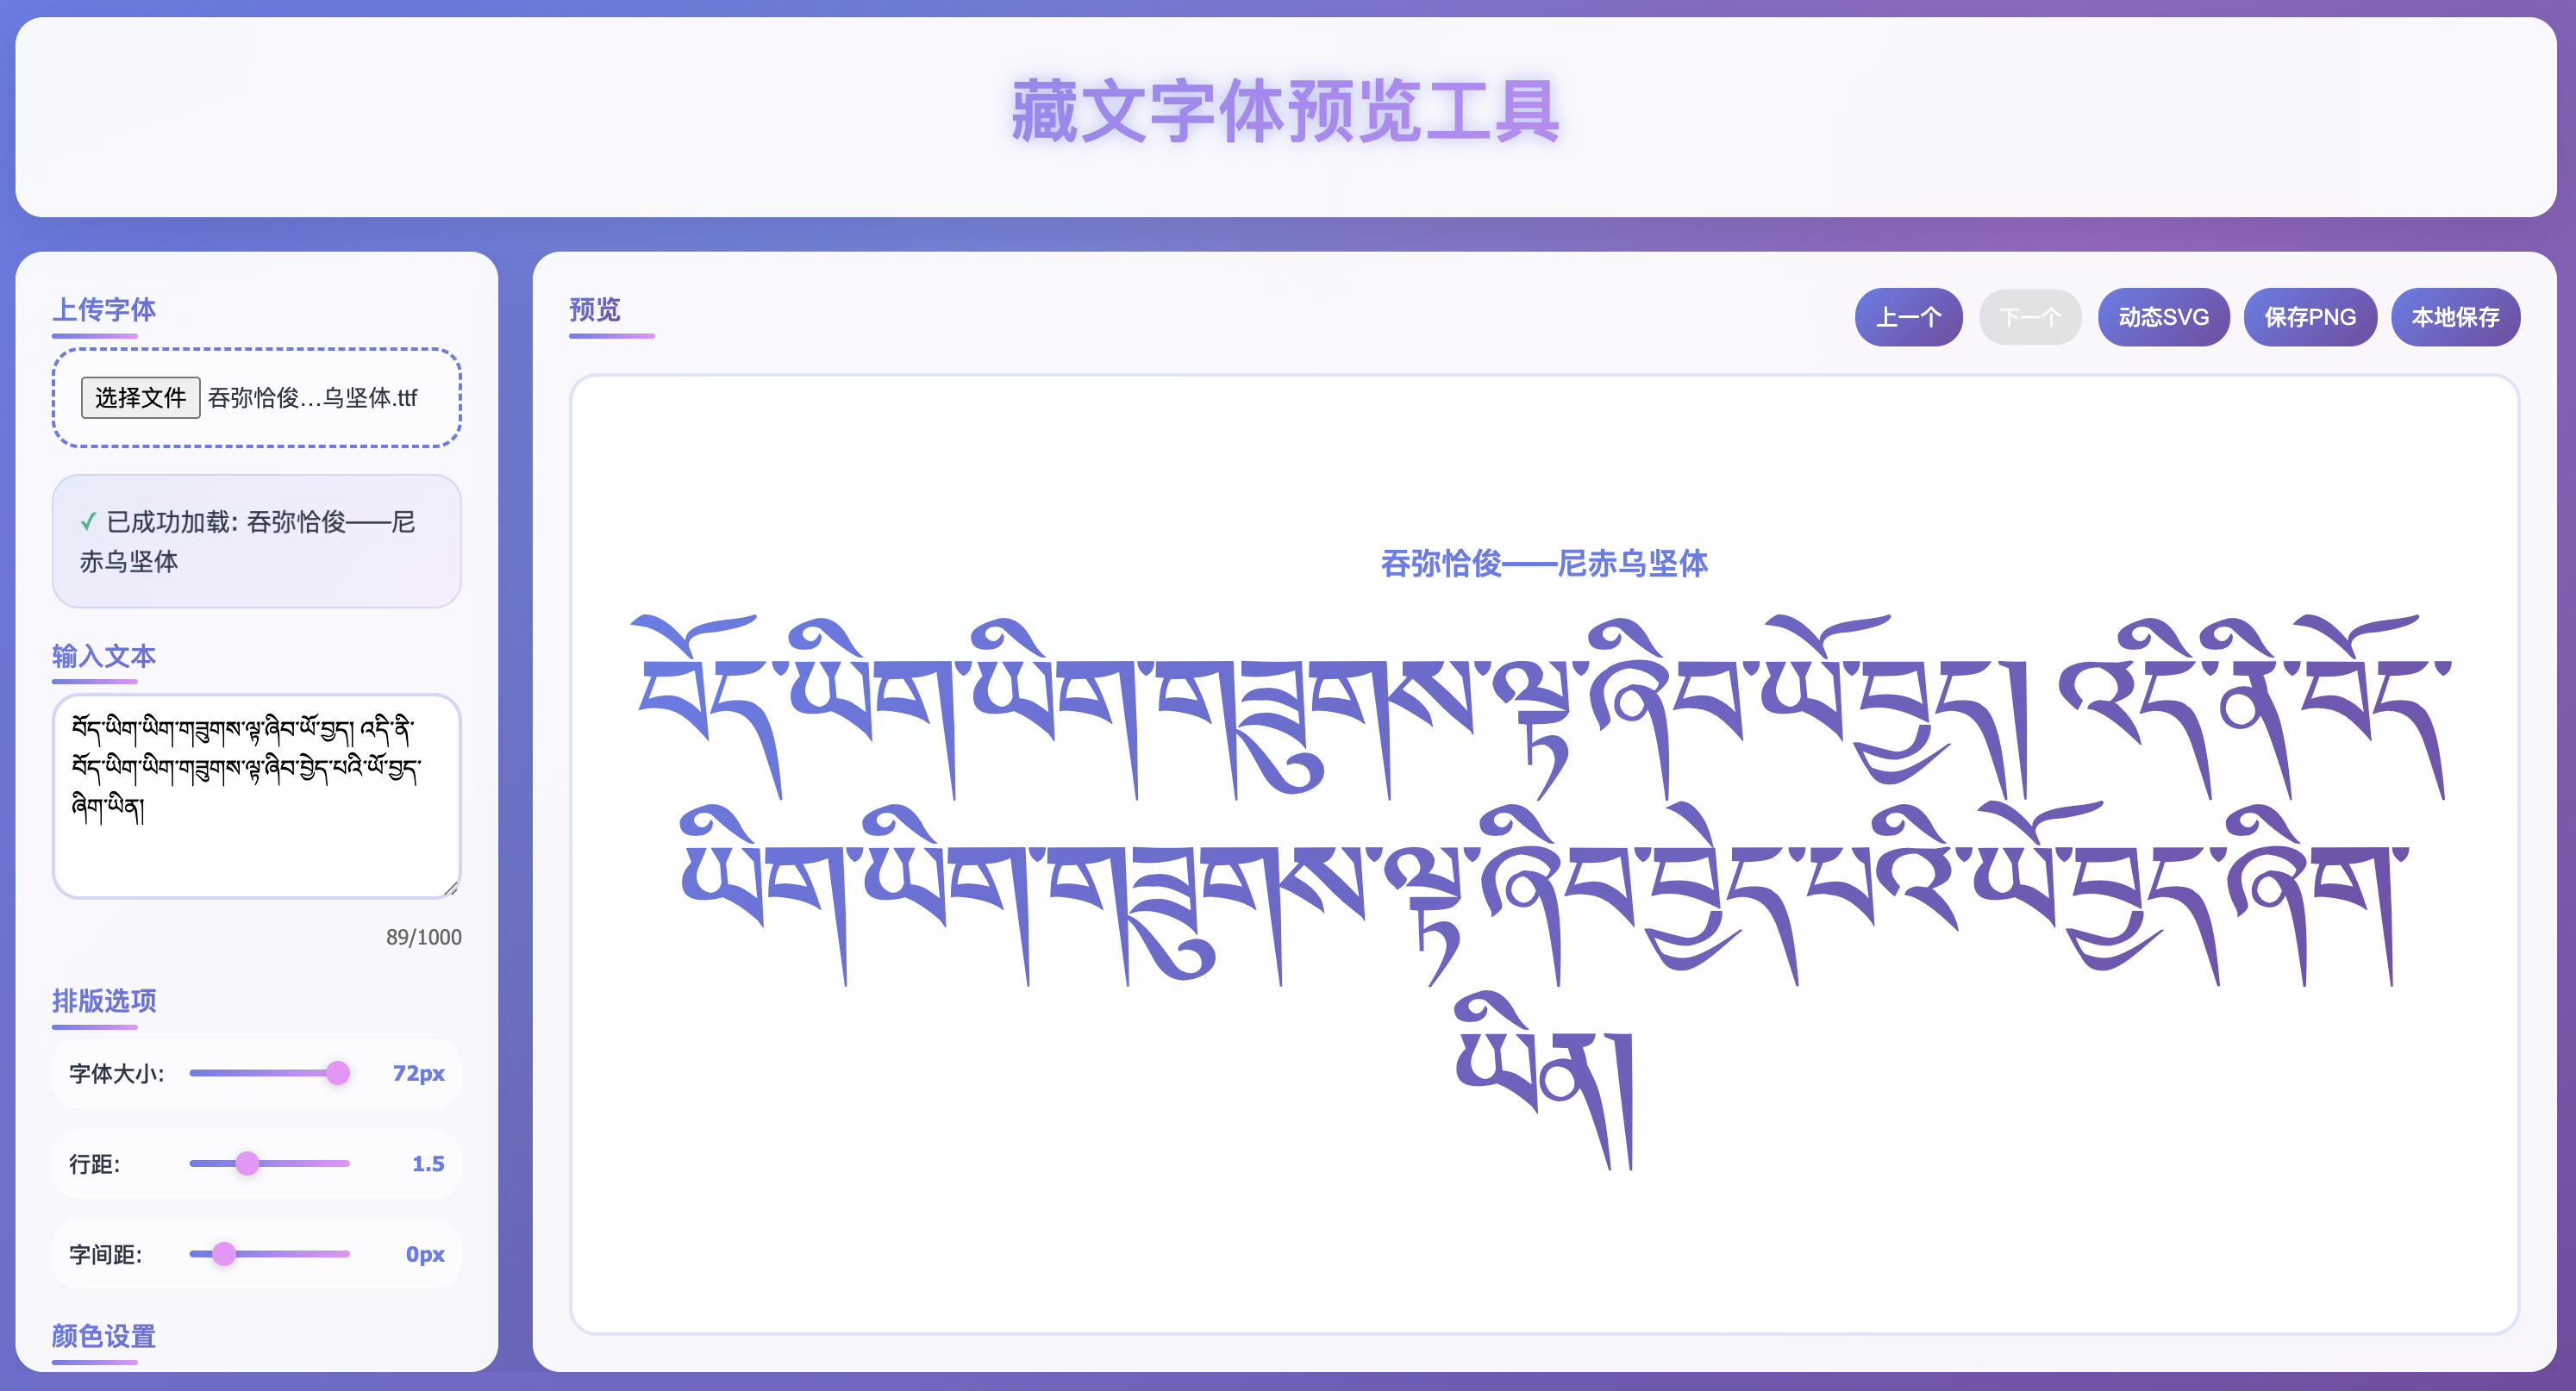 藏文字体预览工具
上传字体
选择文件 吞弥恰俊…乌坚体.ttf
✓ 已成功加载: 吞弥恰俊——尼
赤乌坚体
输入文本
བོད་ཡིག་ཡིག་གཟུགས་ལྟ་ཞིབ་ཡོ་བྱད། འདི་ནི་
བོད་ཡིག་ཡིག་གཟུགས་ལྟ་ཞིབ་བྱེད་པའི་ཡོ་བྱད་
ཞིག་ཡིན།
89/1000
排版选项
字体大小: 72px
行距: 1.5
字间距: 0px
颜色设置
预览
上一个 下一个 动态SVG 保存PNG 本地保存
吞弥恰俊——尼赤乌坚体
བོད་ཡིག་ཡིག་གཟུགས་ལྟ་ཞིབ་ཡོ་བྱད། འདི་ནི་བོད་
ཡིག་ཡིག་གཟུགས་ལྟ་ཞིབ་བྱེད་པའི་ཡོ་བྱད་ཞིག་
ཡིན།